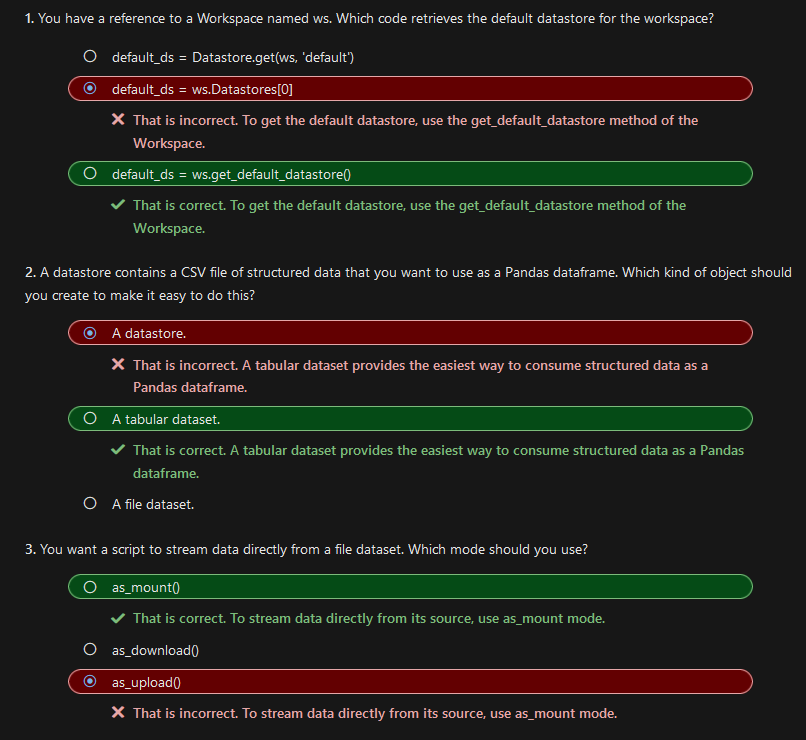 1. You have a reference to a Workspace named ws. Which code retrieves the default datastore for the workspace?
default_ds = Datastore.get(ws, 'default')
default_ds = ws.Datastores[0]
That is incorrect. To get the default datastore, use the get_default_datastore method of the
Workspace.
default_ds = ws.get_default_datastore()
That is correct. To get the default datastore, use the get_default_datastore method of the
Workspace.
2. A datastore contains a CSV file of structured data that you want to use as a Pandas dataframe. Which kind of object should
you create to make it easy to do this?
A datastore.
That is incorrect. A tabular dataset provides the easiest way to consume structured data as a
Pandas dataframe.
A tabular dataset.
That is correct. A tabular dataset provides the easiest way to consume structured data as a Pandas
dataframe.
A file dataset.
3. You want a script to stream data directly from a file dataset. Which mode should you use?
as_mount()
That is correct. To stream data directly from its source, use as_mount mode.
as_download()
as_upload()
That is incorrect. To stream data directly from its source, use as_mount mode.